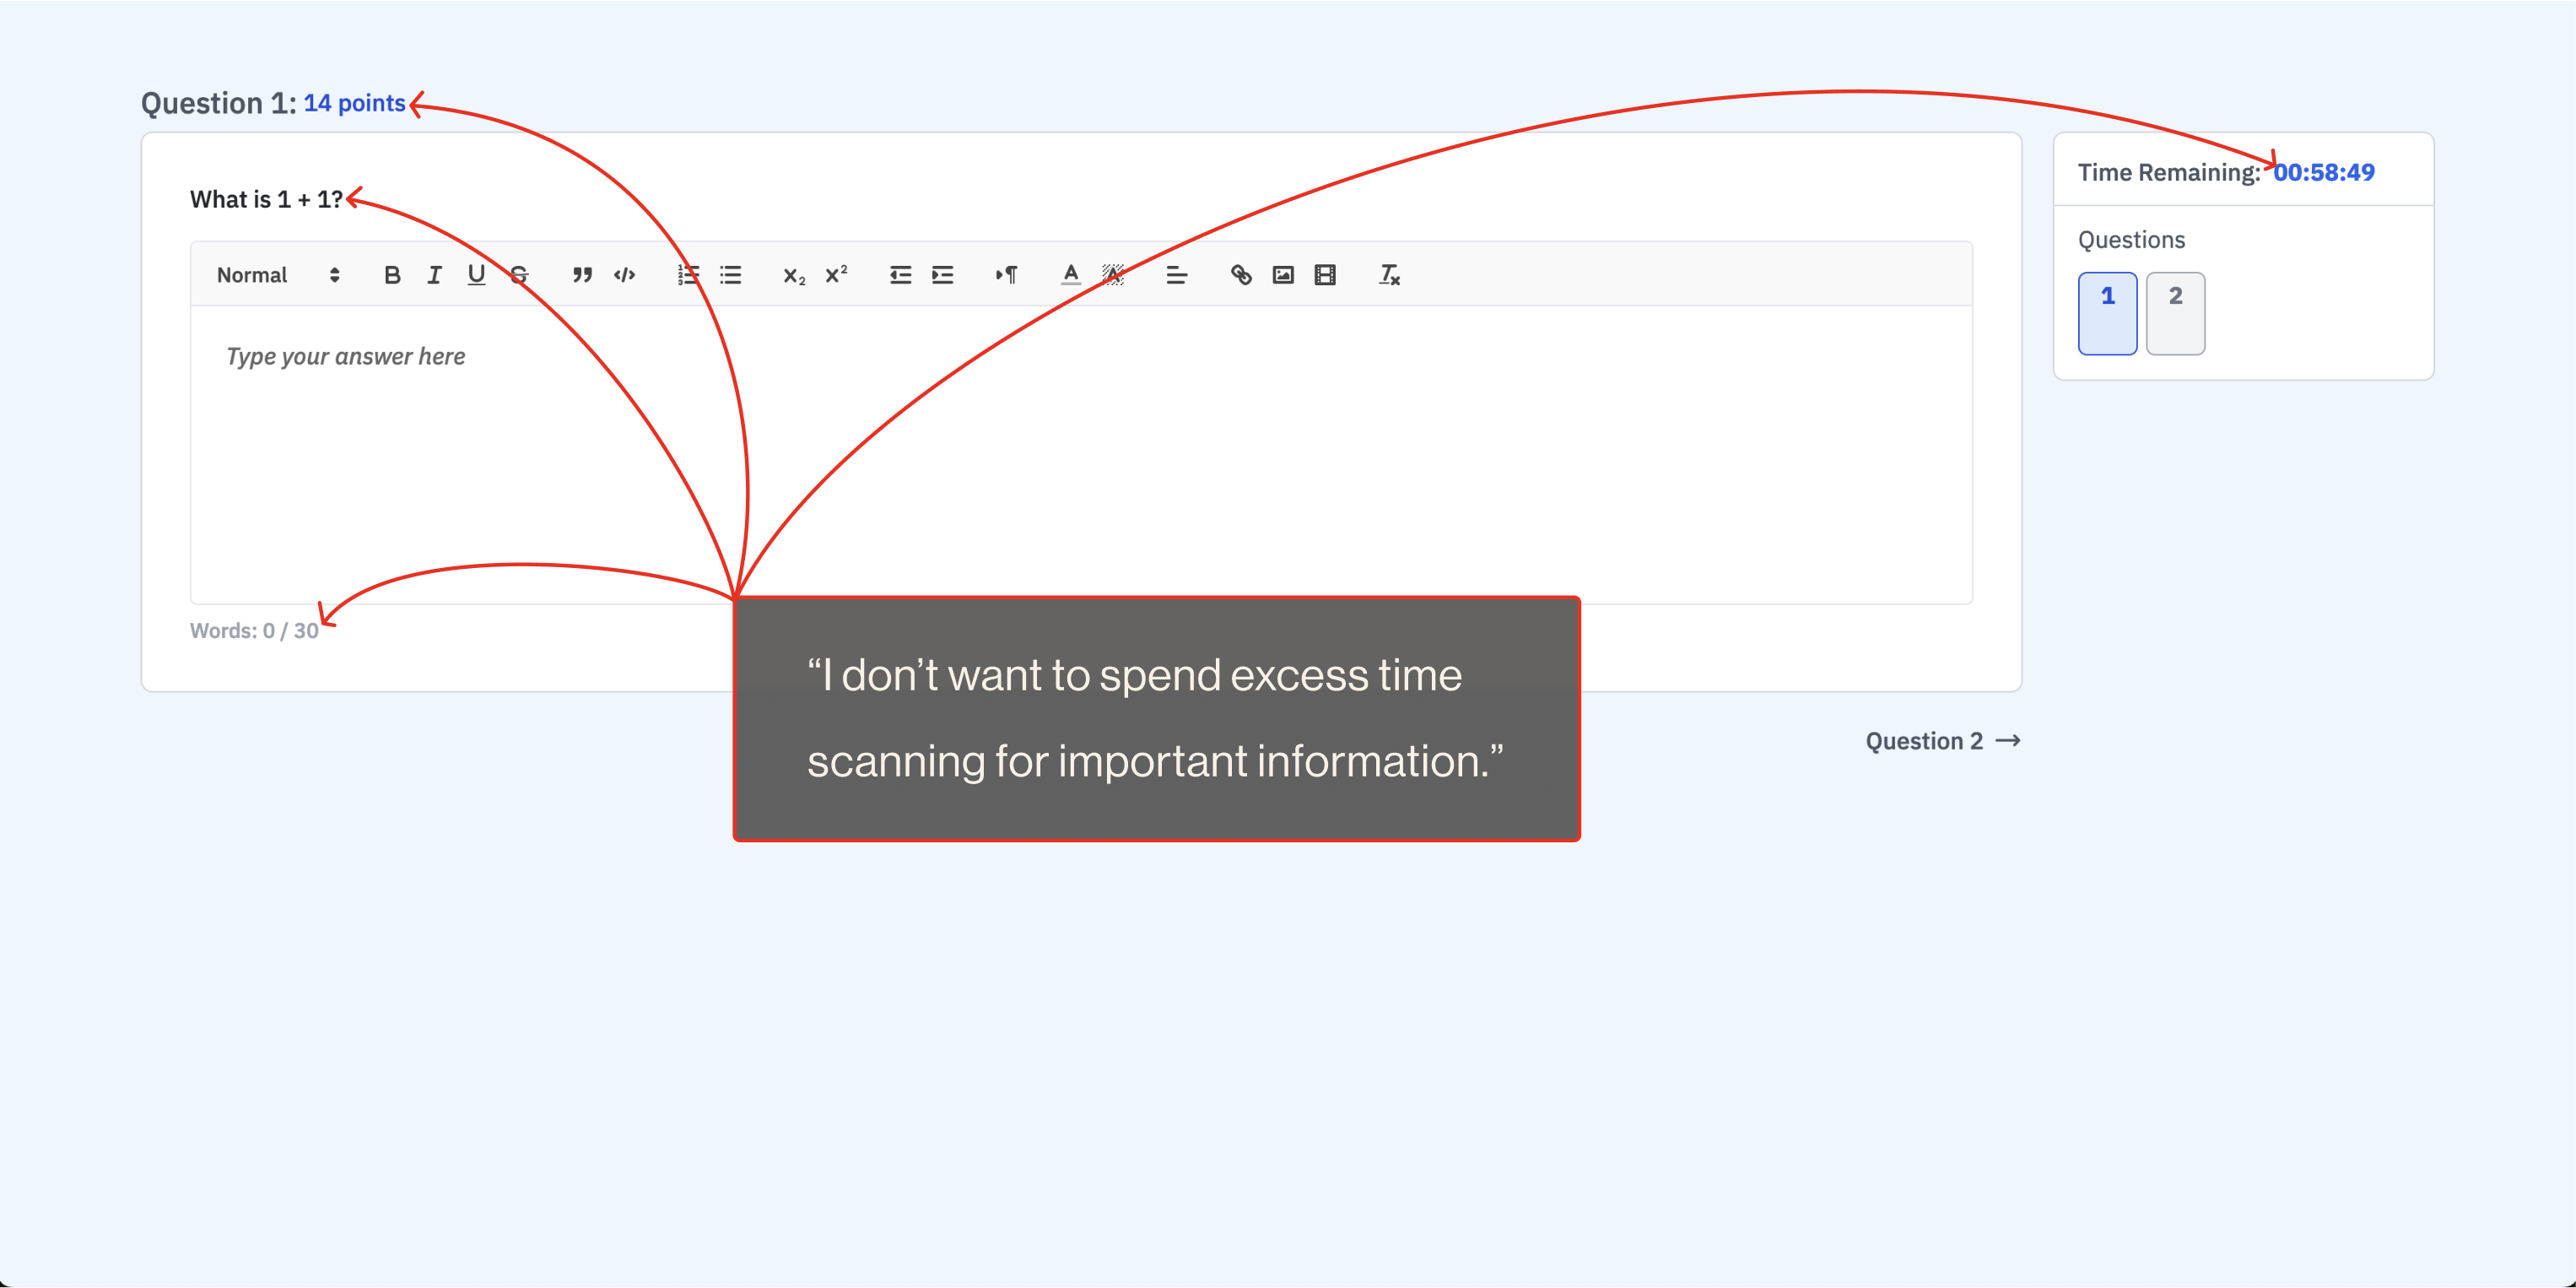 Question 1: 14 points
What is 1 + 1?
Normal
Type your answer here
Words: 0 / 30
Time Remaining: 00:58:49
Questions
1 2
“I don’t want to spend excess time
scanning for important information.”
Question 2 →